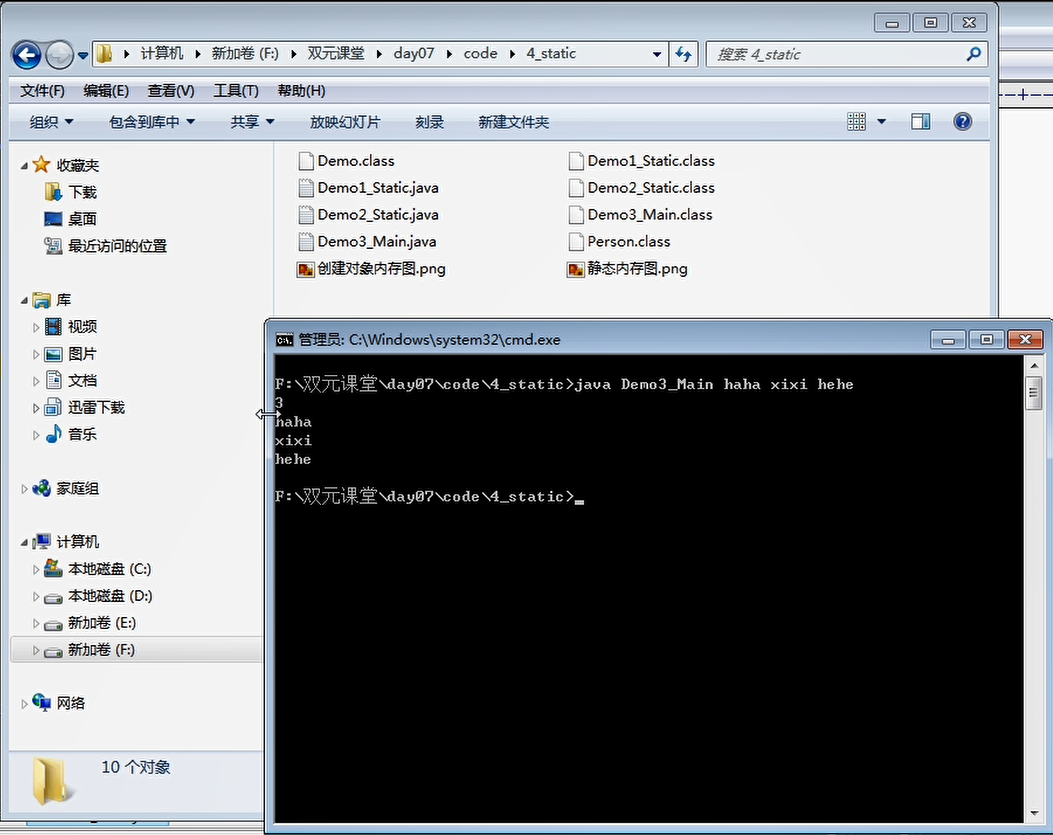 计算机 新加卷 (F:) 双元课堂 day07 code 4_static 搜索 4_static
文件(F) 编辑(E) 查看(V) 工具(T) 帮助(H)
组织 包含到库中 共享 放映幻灯片 刻录 新建文件夹
收藏夹
下载
桌面
最近访问的位置
库
视频
图片
文档
迅雷下载
音乐
家庭组
计算机
本地磁盘 (C:)
本地磁盘 (D:)
新加卷 (E:)
新加卷 (F:)
网络
Demo.class Demo1_Static.class
Demo1_Static.java Demo2_Static.class
Demo2_Static.java Demo3_Main.class
Demo3_Main.java Person.class
创建对象内存图.png 静态内存图.png
10 个对象
管理员: C:\Windows\system32\cmd.exe
F:\双元课堂\day07\code\4_static>java Demo3_Main haha xixi hehe
3
haha
xixi
hehe
F:\双元课堂\day07\code\4_static>_